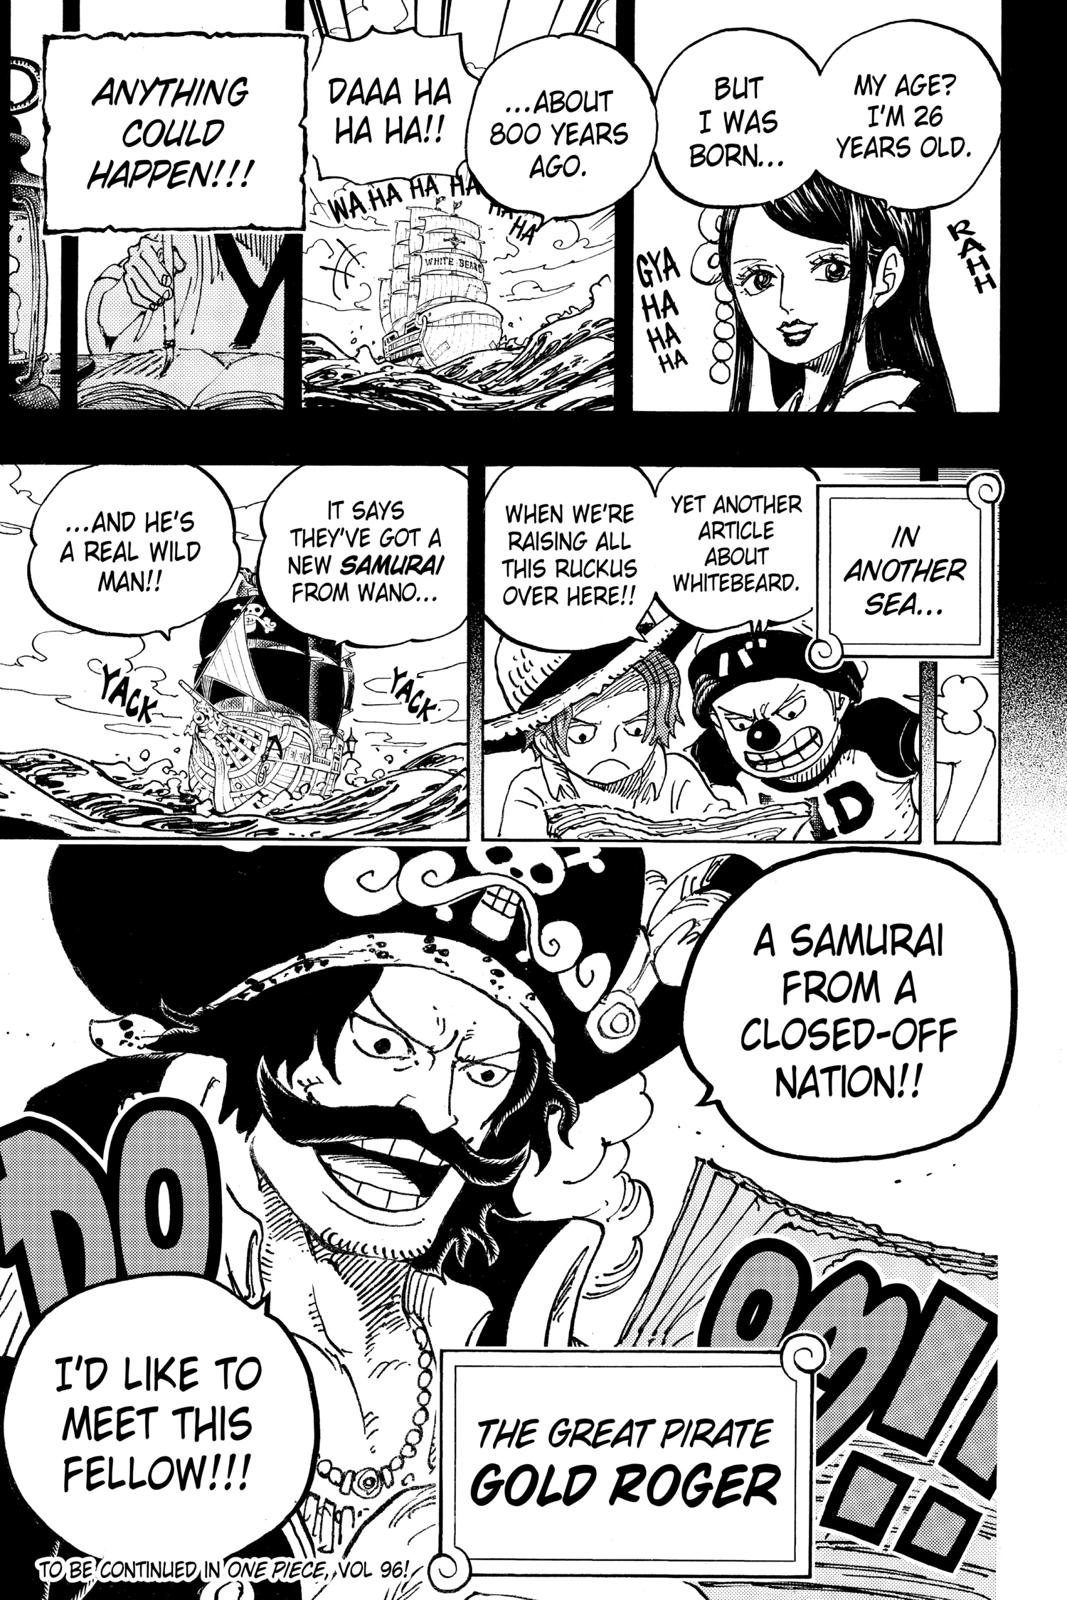 MY AGE?
I'M 26
YEARS OLD.
BUT
I WAS
BORN...
RAHH
GYA
HA
HA
HA
...ABOUT
800 YEARS
AGO.
DAAA HA
HA HA!!
WA HA HA HA HA HA
WHITE BEARD
ANYTHING
COULD
HAPPEN!!!
IN
ANOTHER
SEA...
YET ANOTHER
ARTICLE
ABOUT
WHITEBEARD.
WHEN WE'RE
RAISING ALL
THIS RUCKUS
OVER HERE!!
IT SAYS
THEY'VE GOT A
NEW SAMURAI
FROM WANO...
...AND HE'S
A REAL WILD
MAN!!
YACK
YACK
A SAMURAI
FROM A
CLOSED-OFF
NATION!!
I'D LIKE TO
MEET THIS
FELLOW!!!
THE GREAT PIRATE
GOLD ROGER
TO BE CONTINUED IN ONE PIECE, VOL 96!